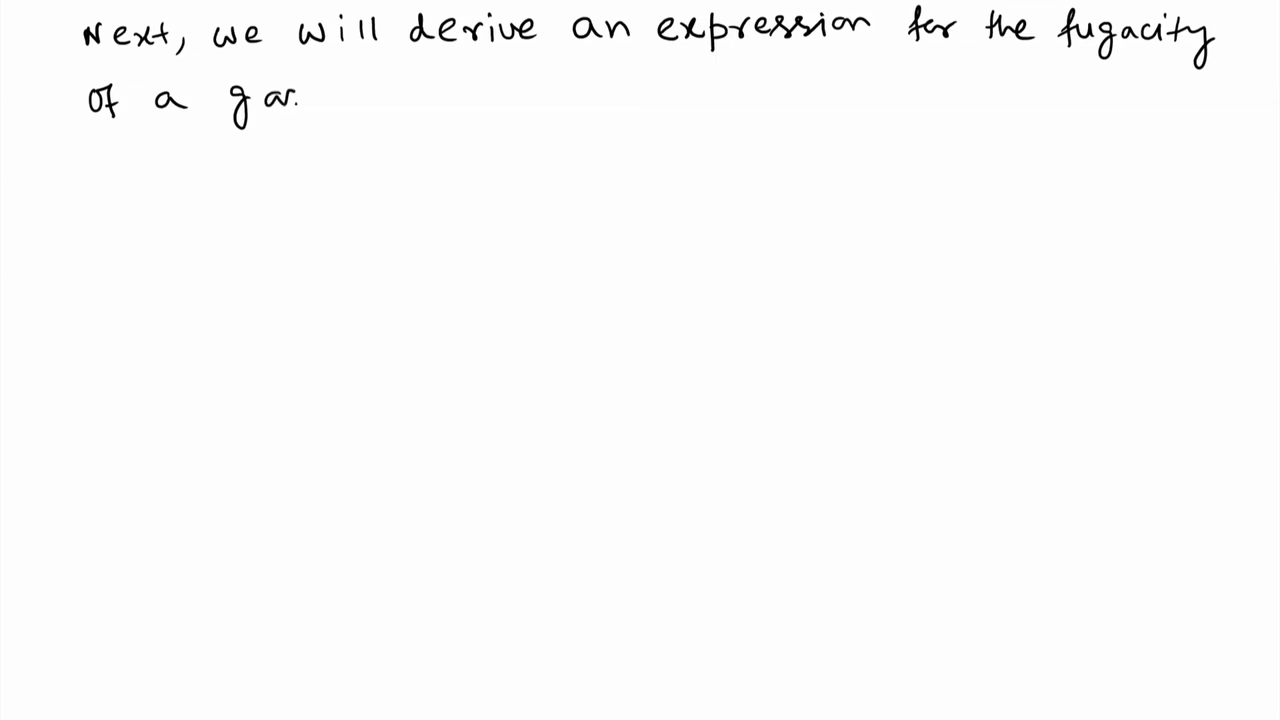 Next, we will derive an expression for the fugacity
of a gas.